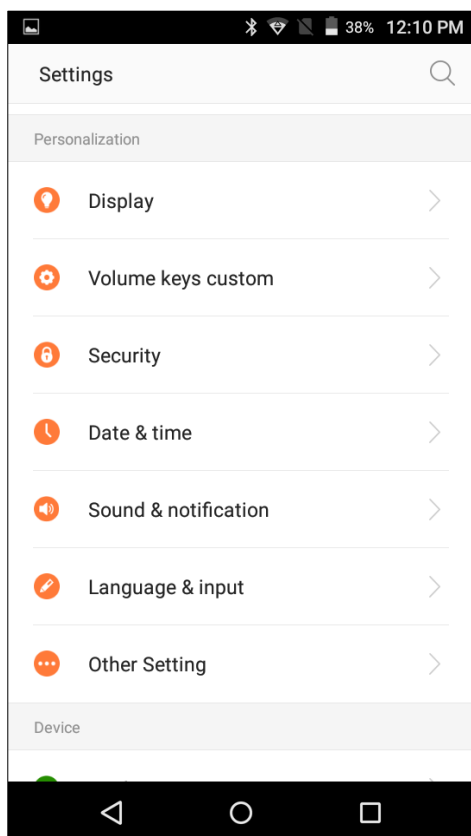 38% 12:10 PM
Settings
Personalization
Display
Volume keys custom
Security
Date & time
Sound & notification
Language & input
Other Setting
Device